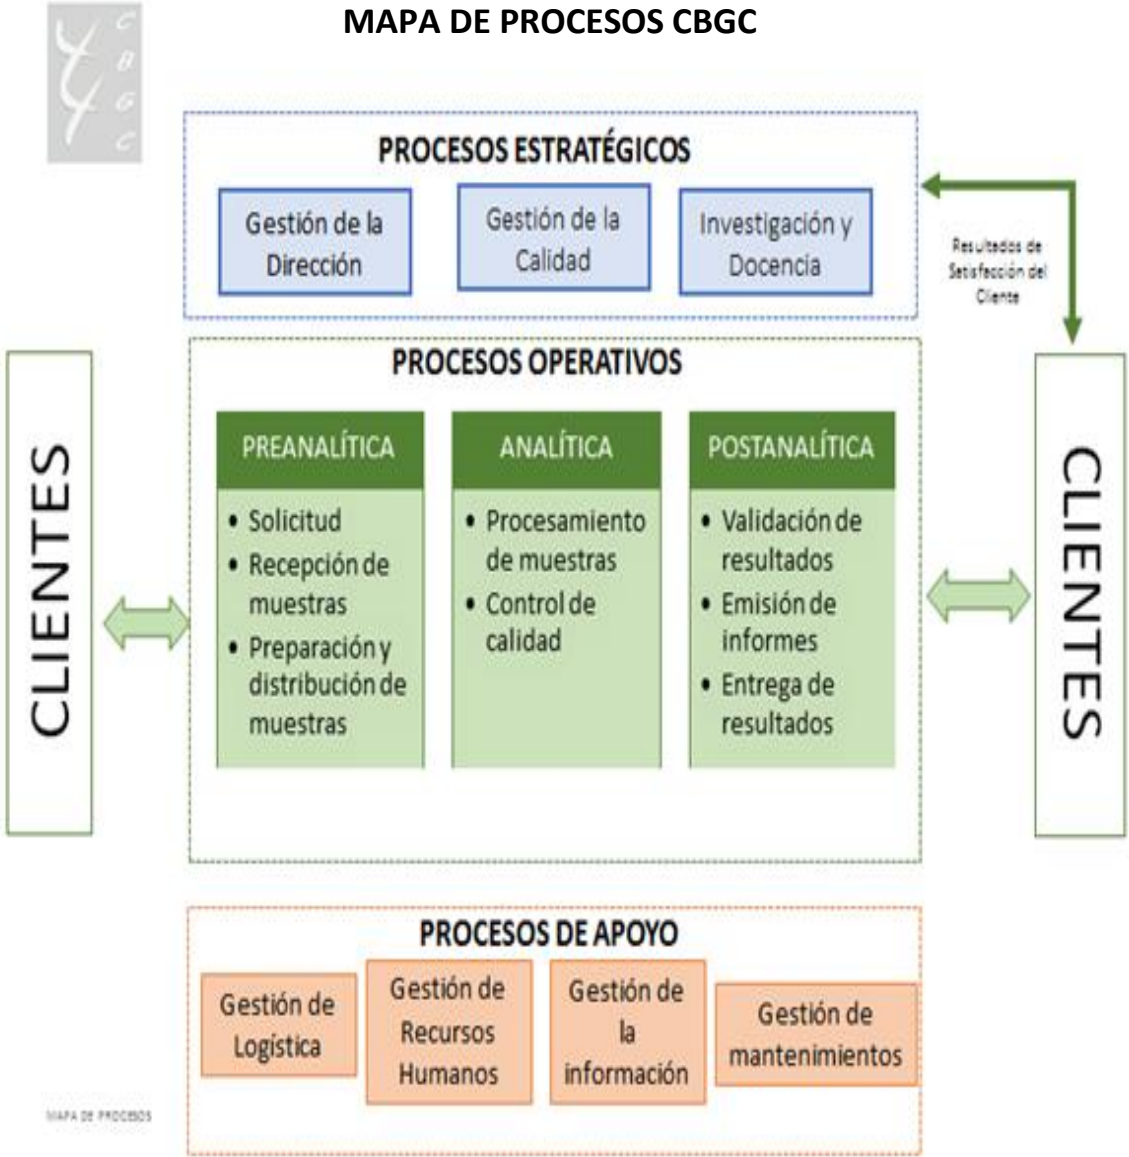 MAPA DE PROCESOS CBGC
C
B
G
C
PROCESOS ESTRATÉGICOS
Gestión de la
Dirección
Gestión de la
Calidad
Investigación y
Docencia
Resultados de
Satisfacción del
Cliente
CLIENTES
PROCESOS OPERATIVOS
PREANALÍTICA
• Solicitud
• Recepción de
muestras
• Preparación y
distribución de
muestras
ANALÍTICA
• Procesamiento
de muestras
• Control de
calidad
POSTANALÍTICA
• Validación de
resultados
• Emisión de
informes
• Entrega de
resultados
CLIENTES
PROCESOS DE APOYO
Gestión de
Logística
Gestión de
Recursos
Humanos
Gestión de
la
información
Gestión de
mantenimientos
MAPA DE PROCESOS